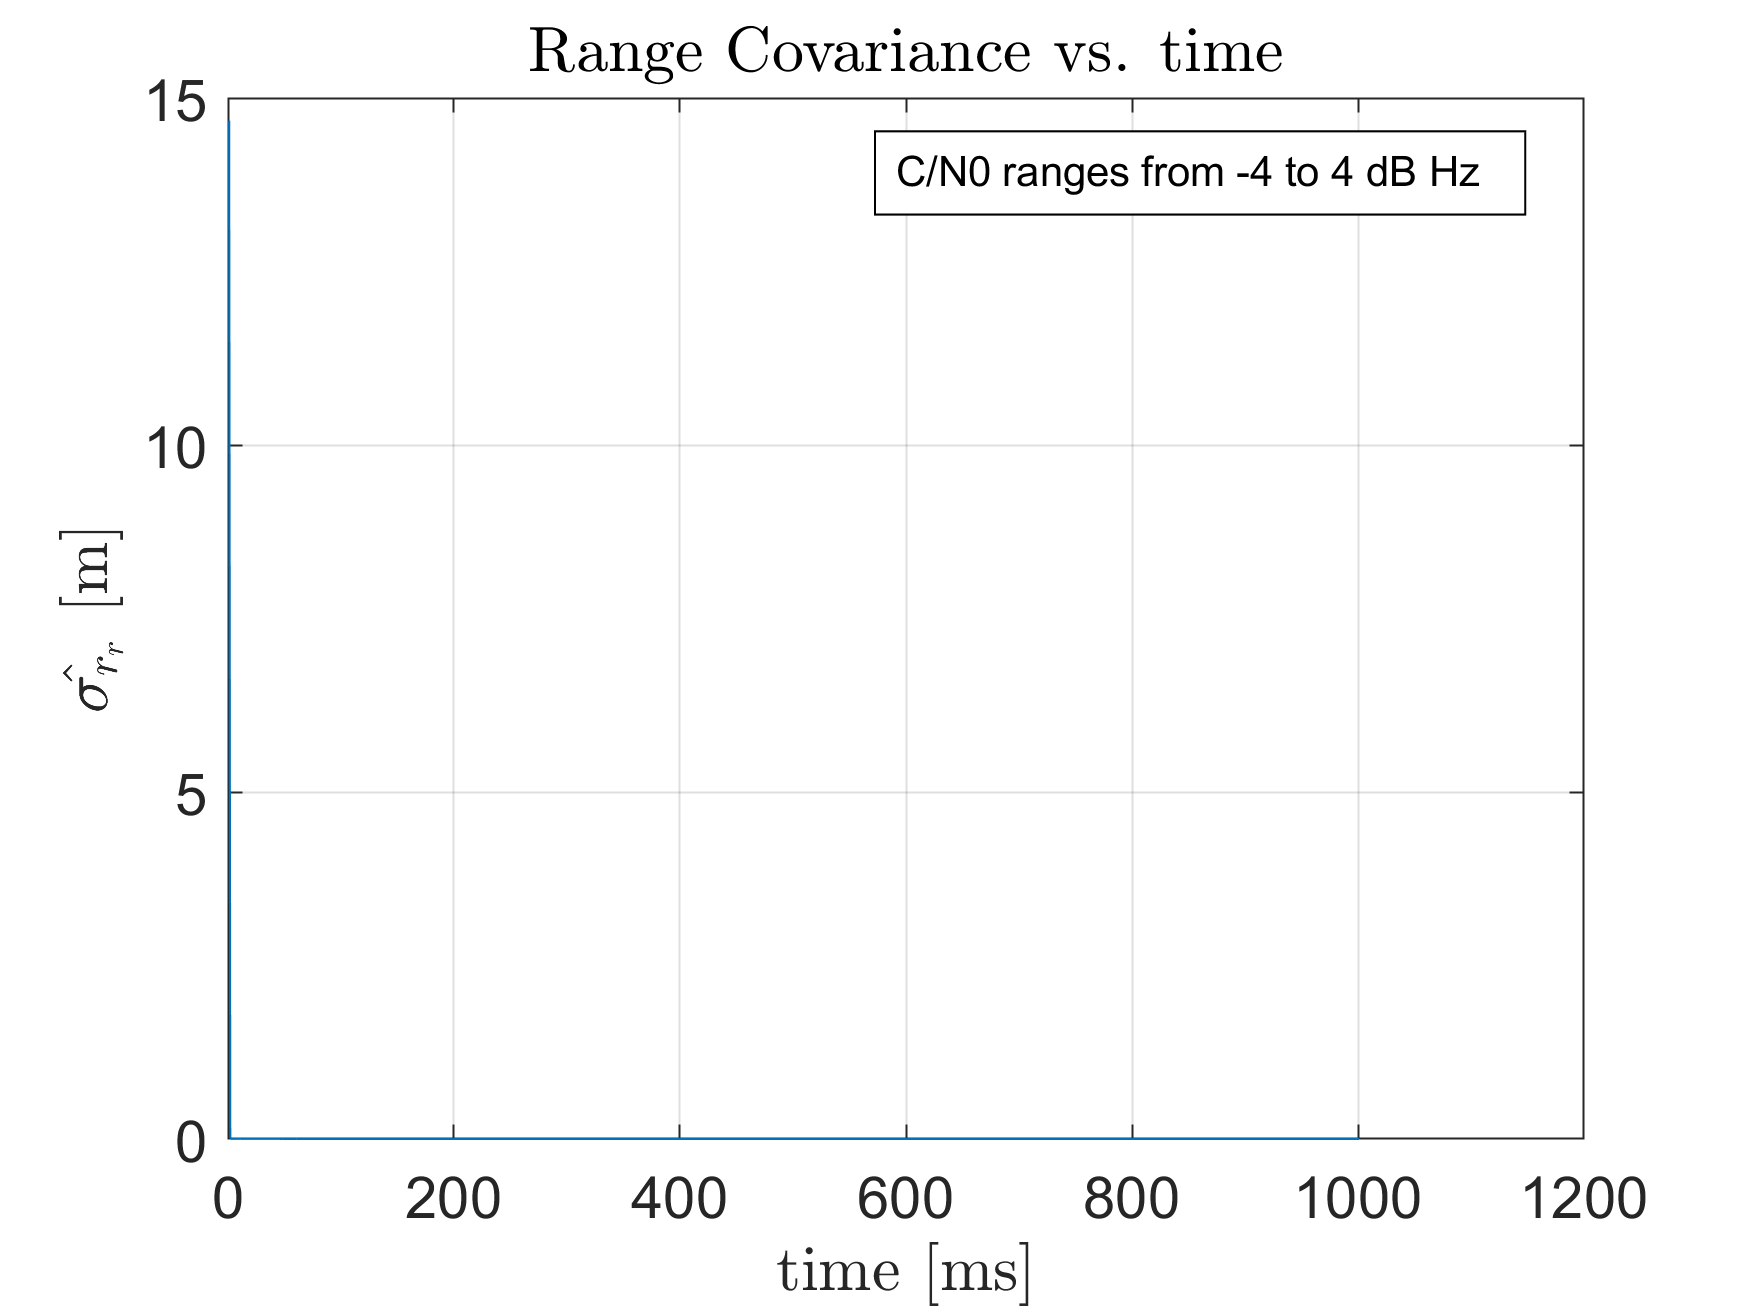 Range Covariance vs. time
15
C/N0 ranges from -4 to 4 dB Hz
10
5
0
σ̂_{r_r} [m]
0 200 400 600 800 1000 1200
time [ms]